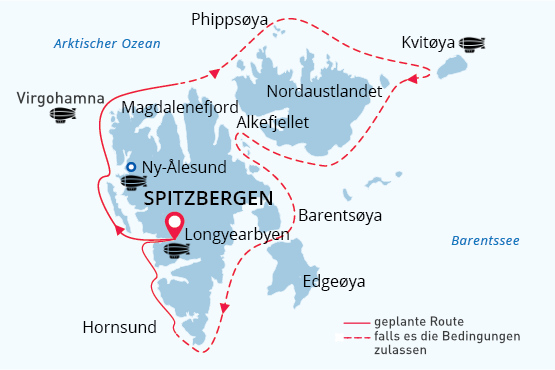 Phippsøya
Arktischer Ozean
Kvitøya
Nordaustlandet
Virgohamna
Magdalenefjord
Alkefjellet
Ny-Ålesund
SPITZBERGEN
Barentsøya
Longyearbyen
Barentssee
Edgeøya
Hornsund
geplante Route
falls es die Bedingungen
zulassen